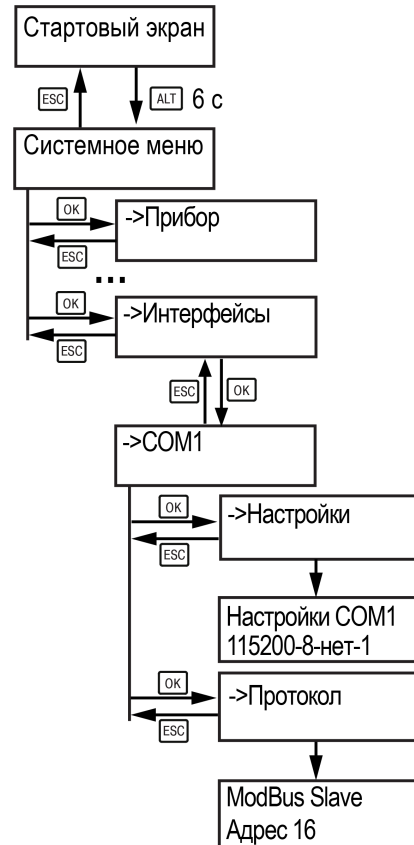 Стартовый экран
ESC
ALT
6 с
Системное меню
OK
->Прибор
ESC
...
OK
->Интерфейсы
ESC
ESC
OK
->COM1
OK
->Настройки
ESC
Настройки COM1
115200-8-нет-1
OK
->Протокол
ESC
ModBus Slave
Адрес 16